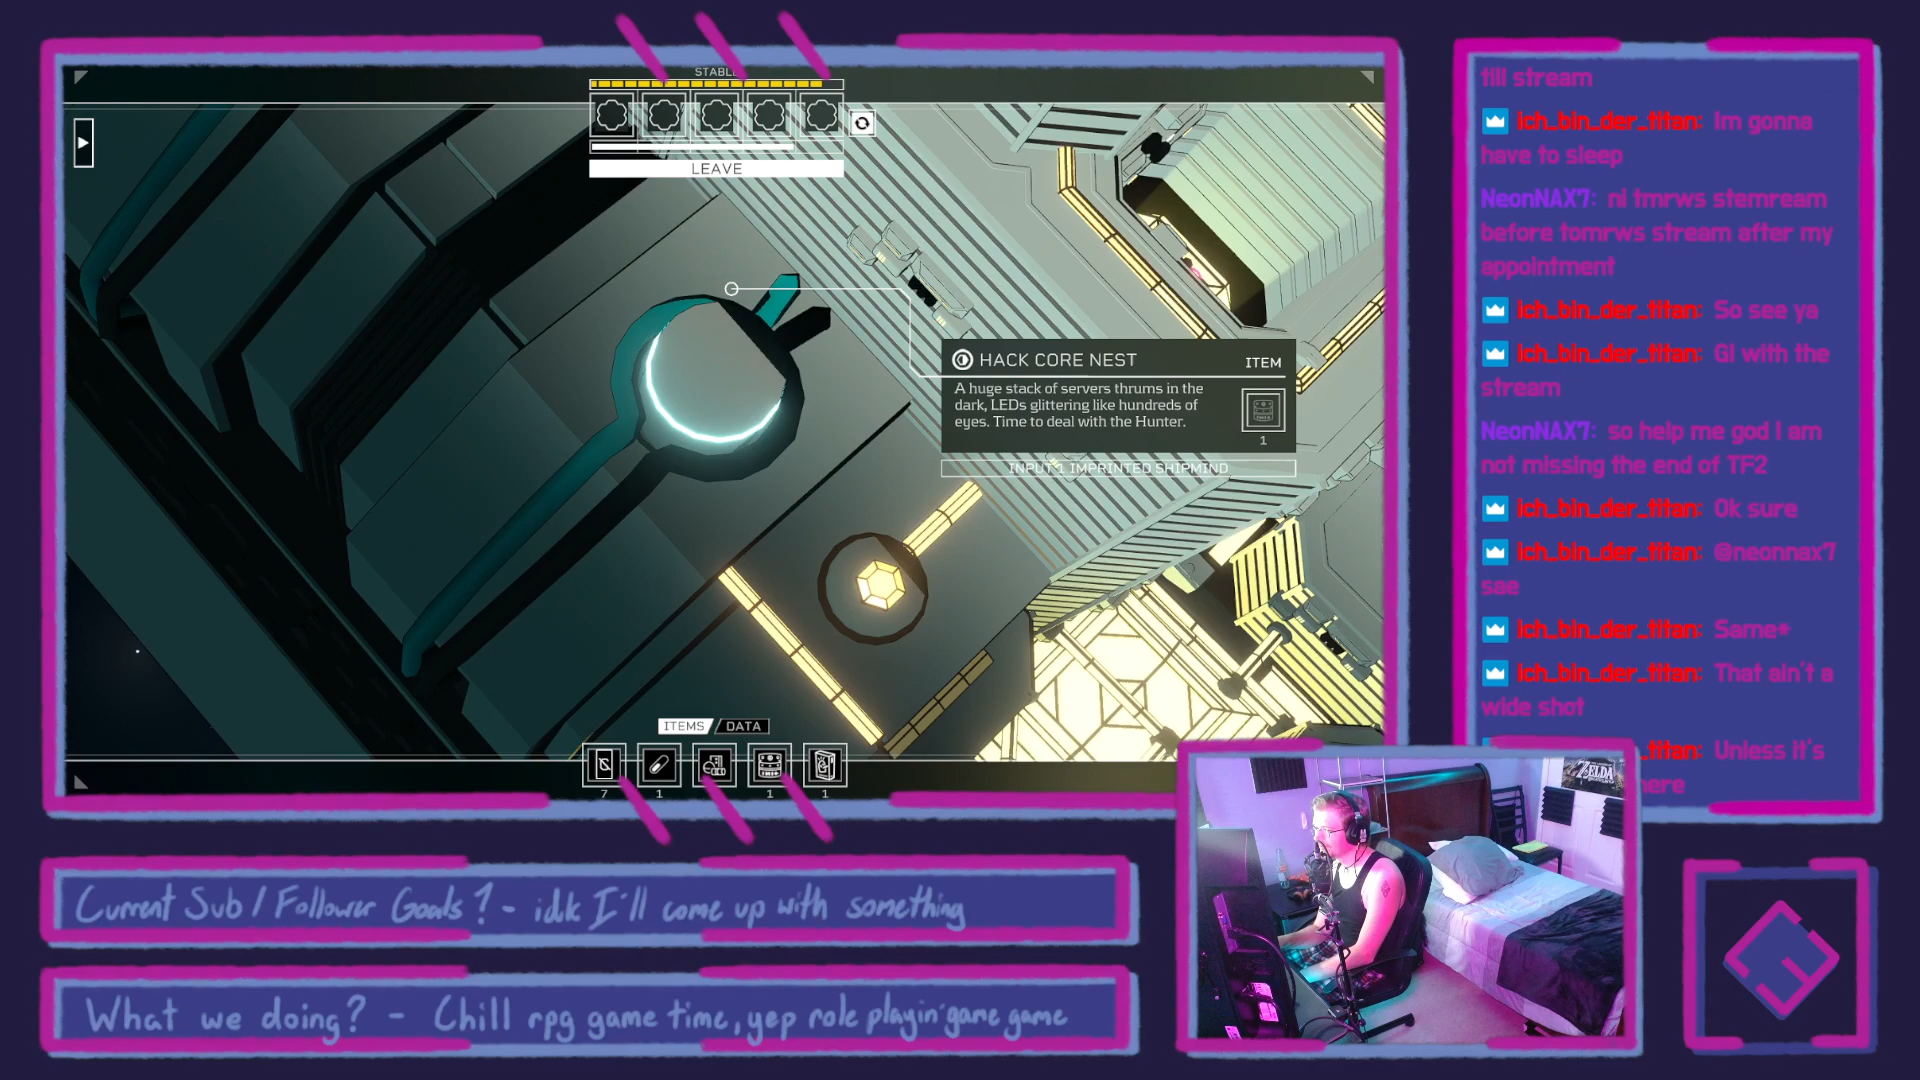 STABLE
LEAVE
HACK CORE NEST
ITEM
A huge stack of servers thrums in the
dark, LEDs glittering like hundreds of
eyes. Time to deal with the Hunter.
1
INPUT 1 IMPRINTED SHIPMIND
ITEMS
DATA
7
1
1
1
till stream
ich_bin_der_titan: Im gonna
have to sleep
NeonNAX7: ni tmrws stemream
before tomrws stream after my
appointment
ich_bin_der_titan: So see ya
ich_bin_der_titan: Gl with the
stream
NeonNAX7: so help me god I am
not missing the end of TF2
ich_bin_der_titan: Ok sure
ich_bin_der_titan: @neonnax7
sae
ich_bin_der_titan: Same*
ich_bin_der_titan: That ain't a
wide shot
_titan: Unless it's
here
ZELDA
Current Sub / Follower Goals? - idk I'll come up with something
What we doing? - Chill rpg game time, yep role playin' game game